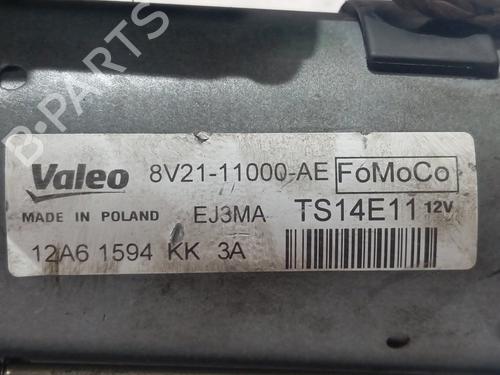 B-PARTS
Valeo 8V21-11000-AE FoMoCo
MADE IN POLAND EJ3MA TS14E11 12V
12A6 1594 KK 3A